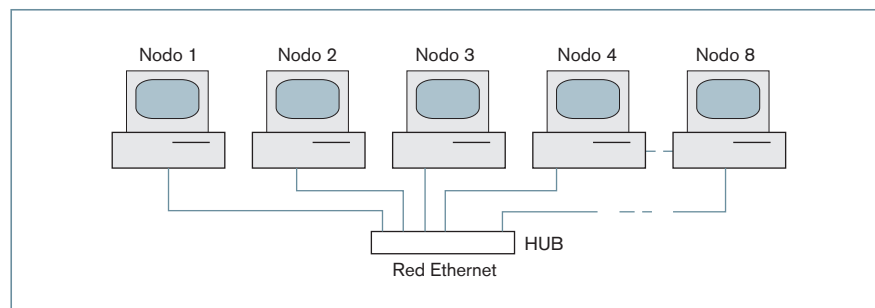 Nodo 1
Nodo 2
Nodo 3
Nodo 4
Nodo 8
HUB
Red Ethernet